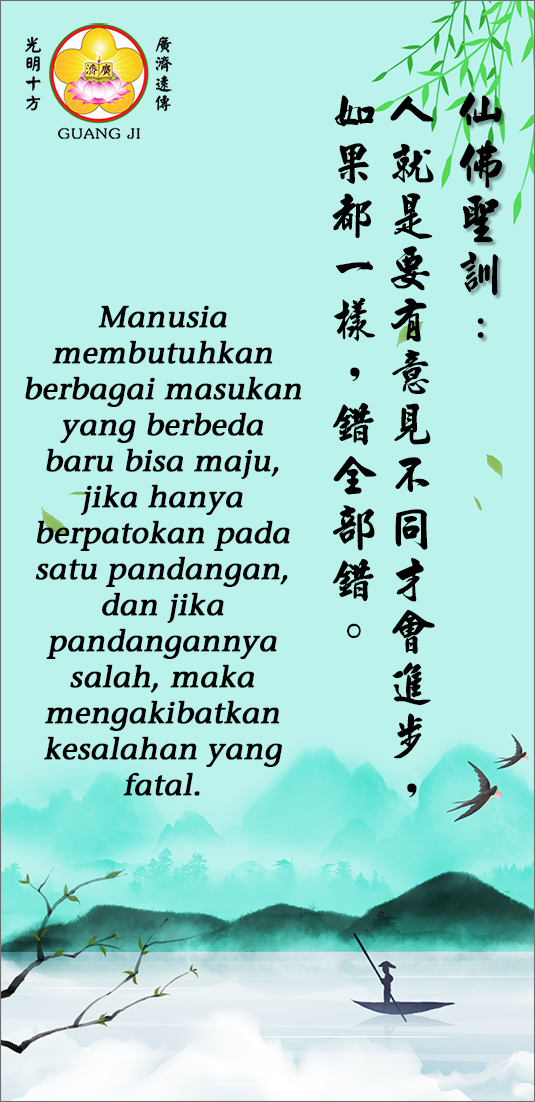 光明十方
廣濟遠傳
濟廣
GUANG JI
仙佛聖訓：
人就是要有意見不同才會進步，
如果都一樣，錯全部錯。
Manusia
membutuhkan
berbagai masukan
yang berbeda
baru bisa maju,
jika hanya
berpatokan pada
satu pandangan,
dan jika
pandangannya
salah, maka
mengakibatkan
kesalahan yang
fatal.